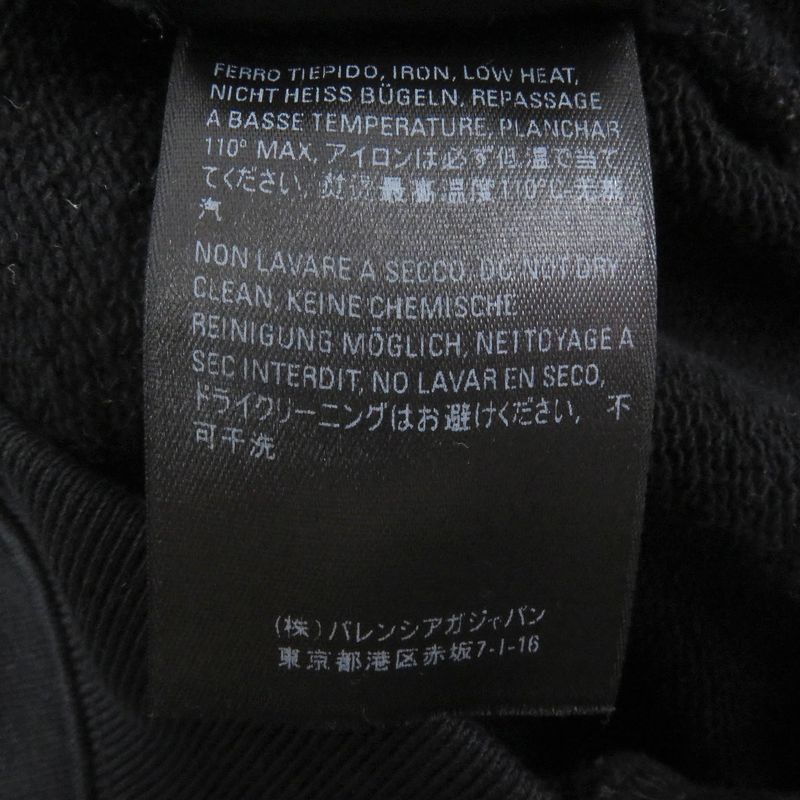 FERRO TIEPIDO, IRON, LOW HEAT,
NICHT HEISS BÜGELN, REPASSAGE
A BASSE TEMPERATURE, PLANCHAR
110° MAX, アイロンは必ず低温で当て
てください, 熨烫最高温度110°C-无蒸
汽
NON LAVARE A SECCO, DO NOT DRY
CLEAN, KEINE CHEMISCHE
REINIGUNG MÖGLICH, NETTOYAGE A
SEC INTERDIT, NO LAVAR EN SECO,
ドライクリーニングはお避けください, 不
可干洗
(株)バレンシアガジャパン
東京都港区赤坂7-1-16